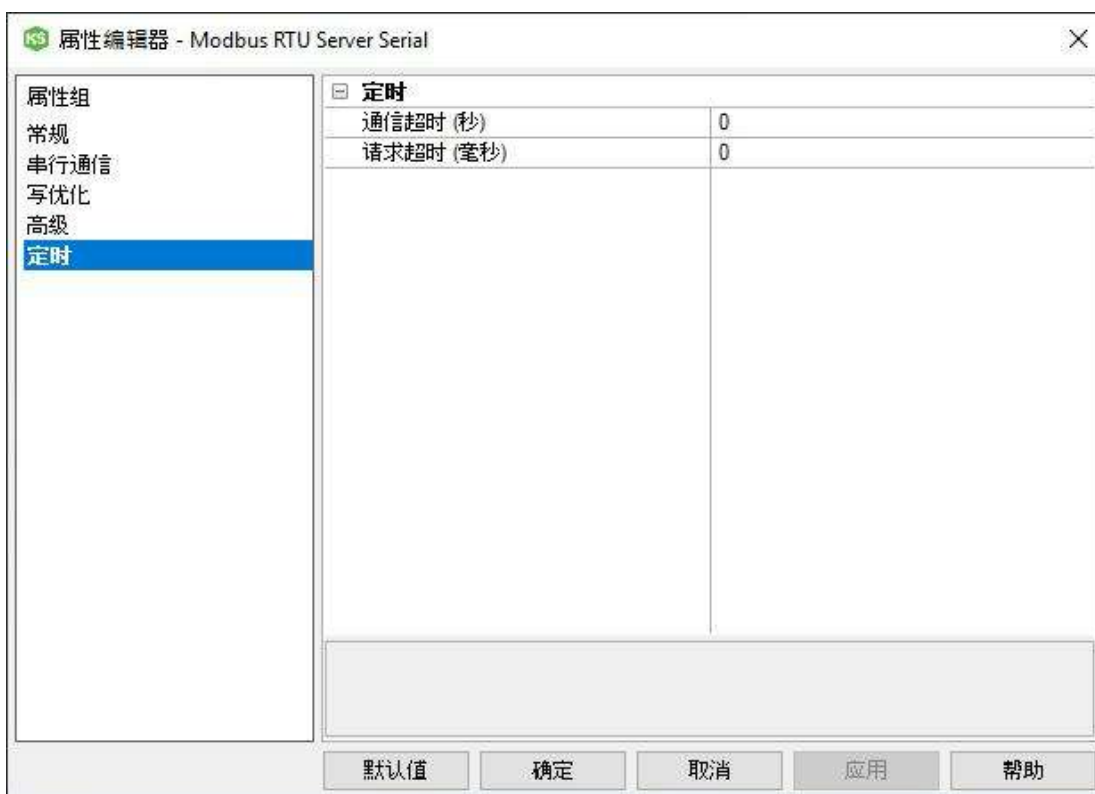 KS 属性编辑器 - Modbus RTU Server Serial
属性组
常规
串行通信
写优化
高级
定时
定时
通信超时 (秒) 0
请求超时 (毫秒) 0
默认值 确定 取消 应用 帮助